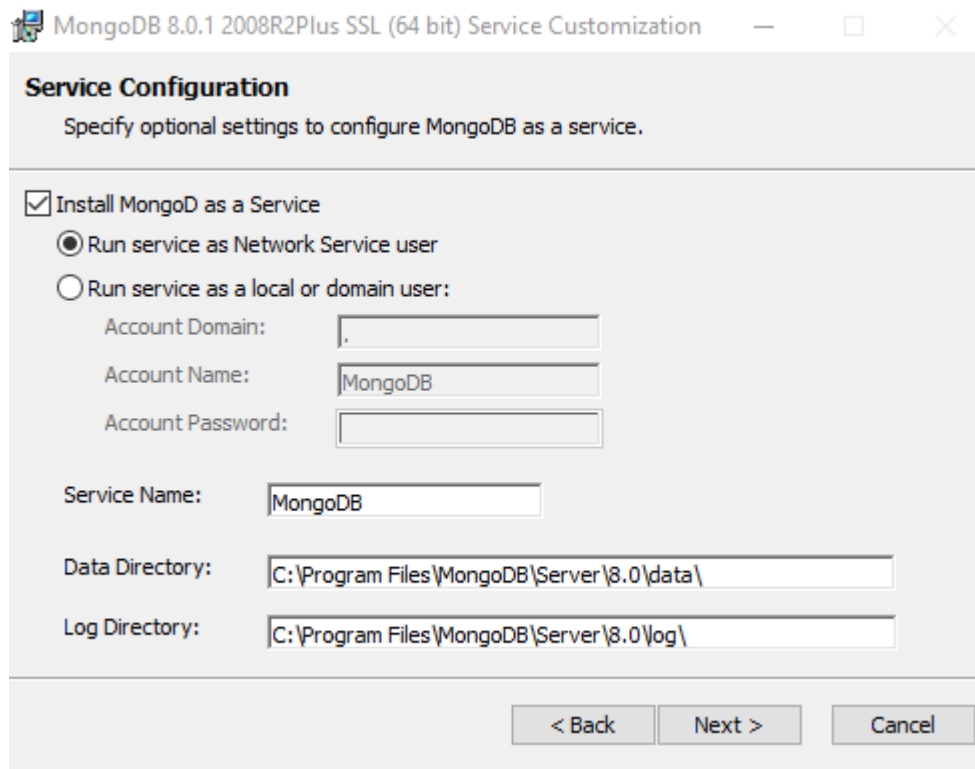 MongoDB 8.0.1 2008R2Plus SSL (64 bit) Service Customization
Service Configuration
Specify optional settings to configure MongoDB as a service.
Install MongoD as a Service
Run service as Network Service user
Run service as a local or domain user:
Account Domain: .
Account Name: MongoDB
Account Password:
Service Name: MongoDB
Data Directory: C:\Program Files\MongoDB\Server\8.0\data\
Log Directory: C:\Program Files\MongoDB\Server\8.0\log\
< Back Next > Cancel